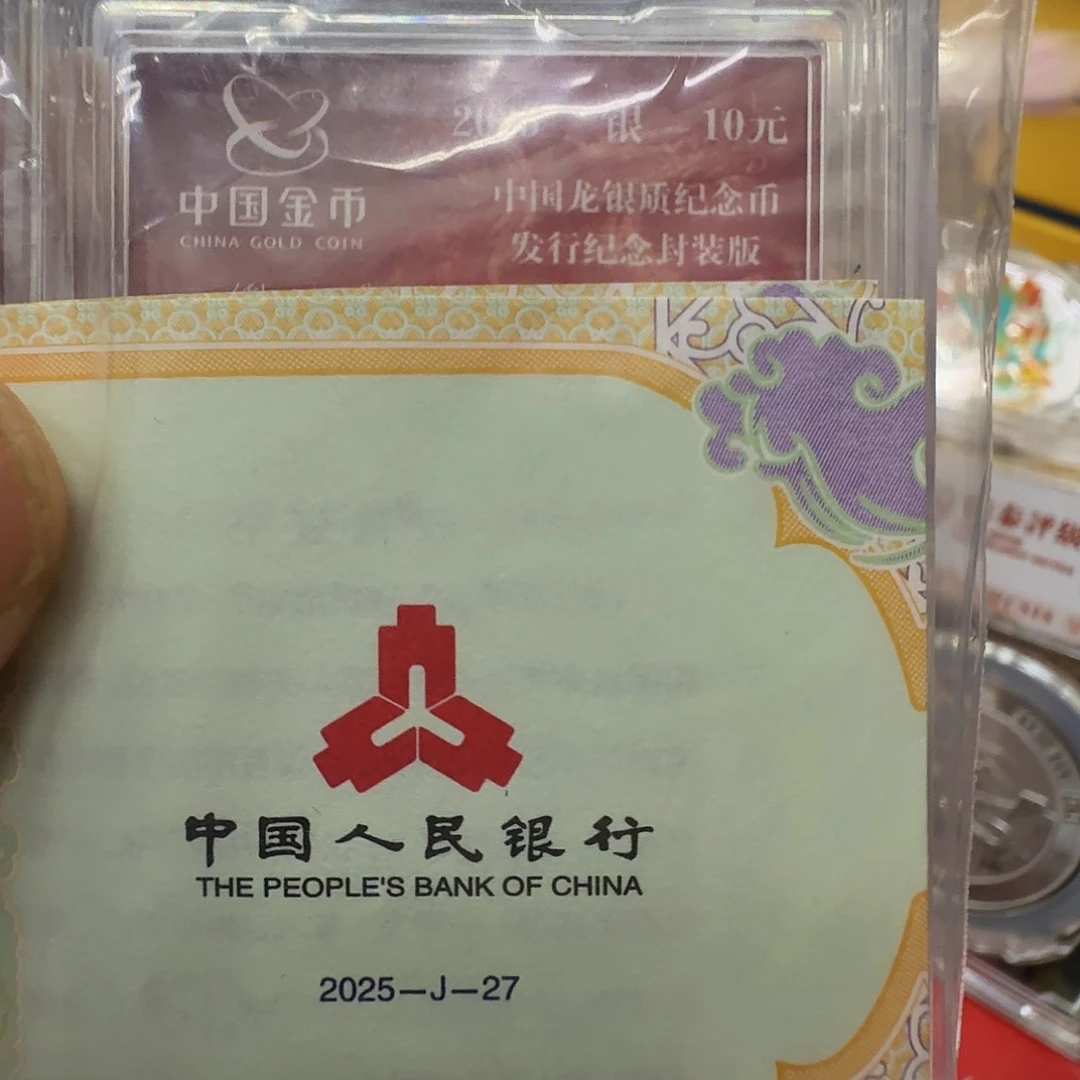 中国金币
CHINA GOLD COIN
银 10元
中国龙银质纪念币
发行纪念封装版
中国人民银行
THE PEOPLE'S BANK OF CHINA
2025—J—27